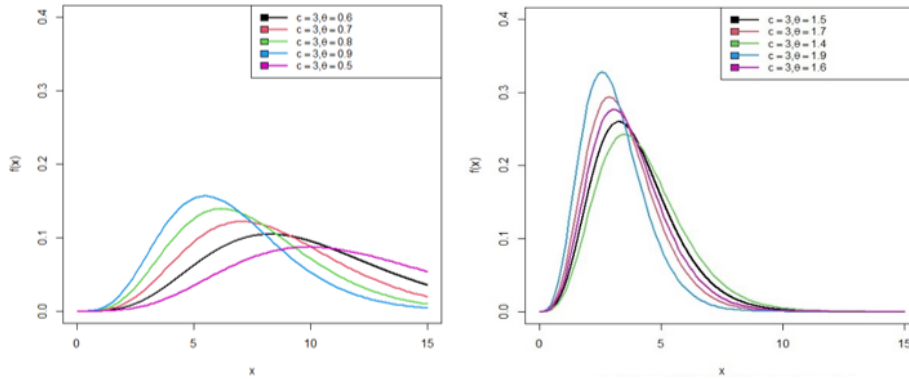 0.4
0.3
0.2
0.1
0.0
f(x)
c = 3,θ = 0.6
c = 3,θ = 0.7
c = 3,θ = 0.8
c = 3,θ = 0.9
c = 3,θ = 0.5
0 5 10 15
x
0.4
0.3
0.2
0.1
0.0
f(x)
c = 3,θ = 1.5
c = 3,θ = 1.7
c = 3,θ = 1.4
c = 3,θ = 1.9
c = 3,θ = 1.6
0 5 10 15
x